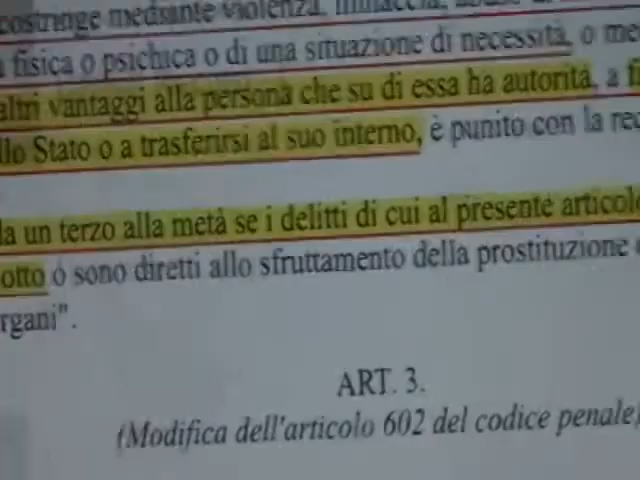 costringe mediante violenza, minaccia,
fisica o psichica o di una situazione di necessità, o
altri vantaggi alla persona che su di essa ha autorità, a
llo Stato o a trasferirsi al suo interno, è punito con la rec
da un terzo alla metà se i delitti di cui al presente articolo
otto o sono diretti allo sfruttamento della prostituzione
rgani".
ART. 3.
(Modifica dell'articolo 602 del codice penale)